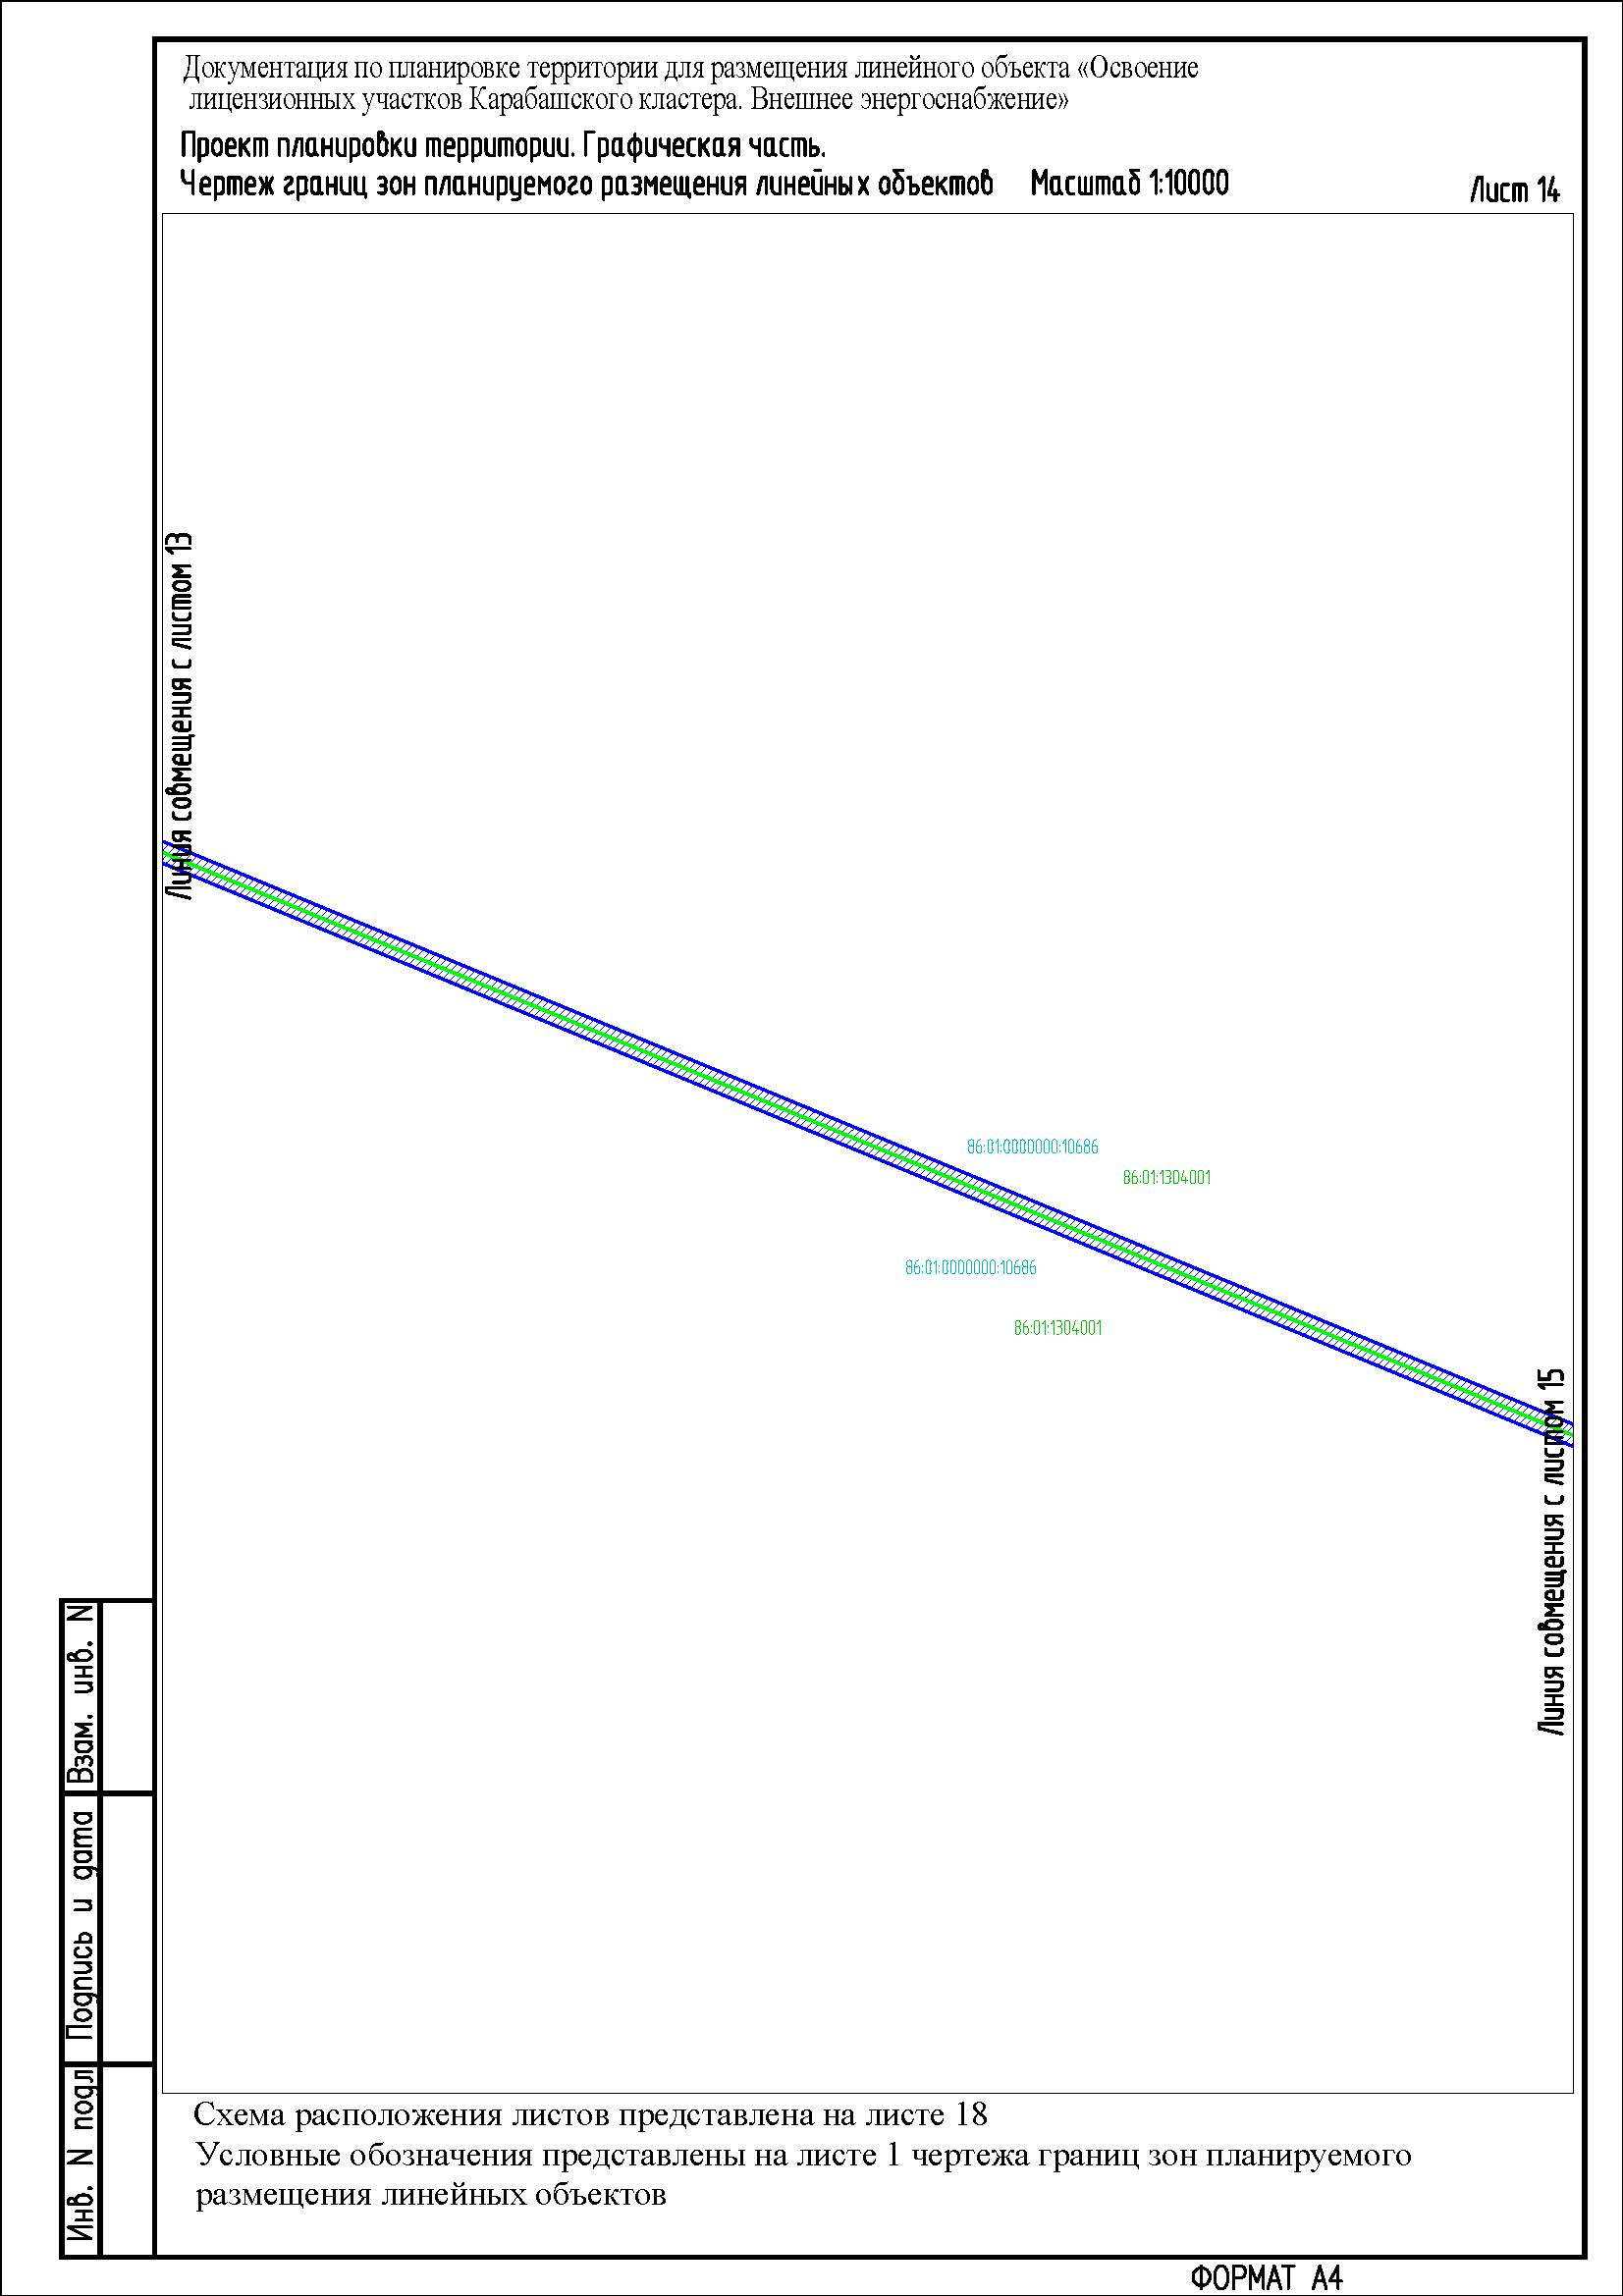 Документация по планировке территории для размещения линейного объекта «Освоение
лицензионных участков Карабашского кластера. Внешнее энергоснабжение»
Проект планировки территории. Графическая часть.
Чертеж границ зон планируемого размещения линейных объектов Масштаб 1:10000
Лист 14
Линия совмещения с листом 13
86:01:0000000:10686
86:01:1304001
86:01:0000000:10686
86:01:1304001
Линия совмещения с листом 15
Взам. инв. N
Подпись и дата
Инв. N подл
Схема расположения листов представлена на листе 18
Условные обозначения представлены на листе 1 чертежа границ зон планируемого
размещения линейных объектов
ФОРМАТ А4